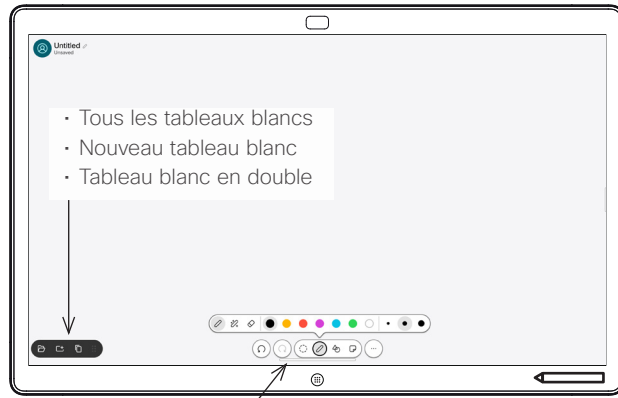 Untitled
Unsaved
· Tous les tableaux blancs
· Nouveau tableau blanc
· Tableau blanc en double